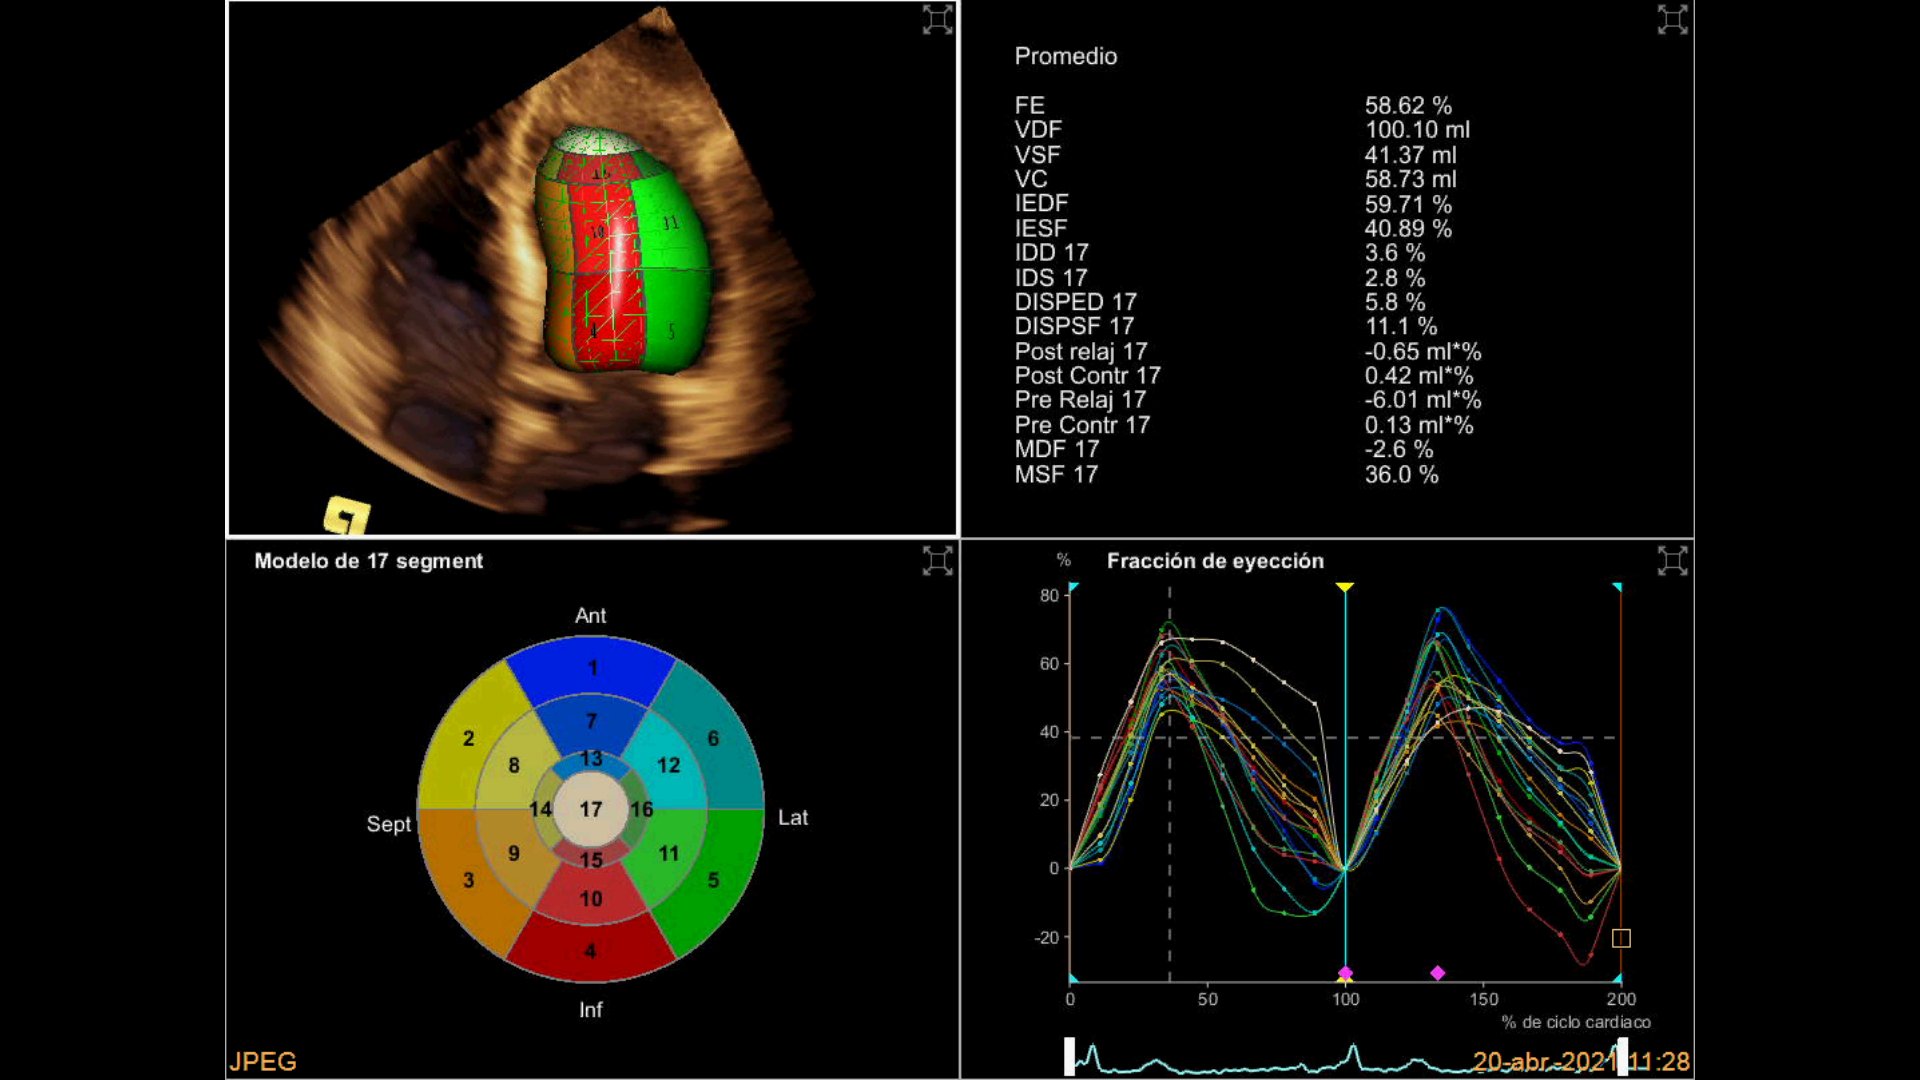 15
10
11
4
5
Promedio
FE 58.62 %
VDF 100.10 ml
VSF 41.37 ml
VC 58.73 ml
IEDF 59.71 %
IESF 40.89 %
IDD 17 3.6 %
IDS 17 2.8 %
DISPED 17 5.8 %
DISPSF 17 11.1 %
Post relaj 17 -0.65 ml*%
Post Contr 17 0.42 ml*%
Pre Relaj 17 -6.01 ml*%
Pre Contr 17 0.13 ml*%
MDF 17 -2.6 %
MSF 17 36.0 %
Modelo de 17 segment
Ant
1
2 7 6
8 13 12
Sept 14 17 16 Lat
9 15 11
3 10 5
4
Inf
JPEG
% Fracción de eyección
80
60
40
20
0
-20
0 50 100 150 200
% de ciclo cardiaco
20-abr.-2021 11:28